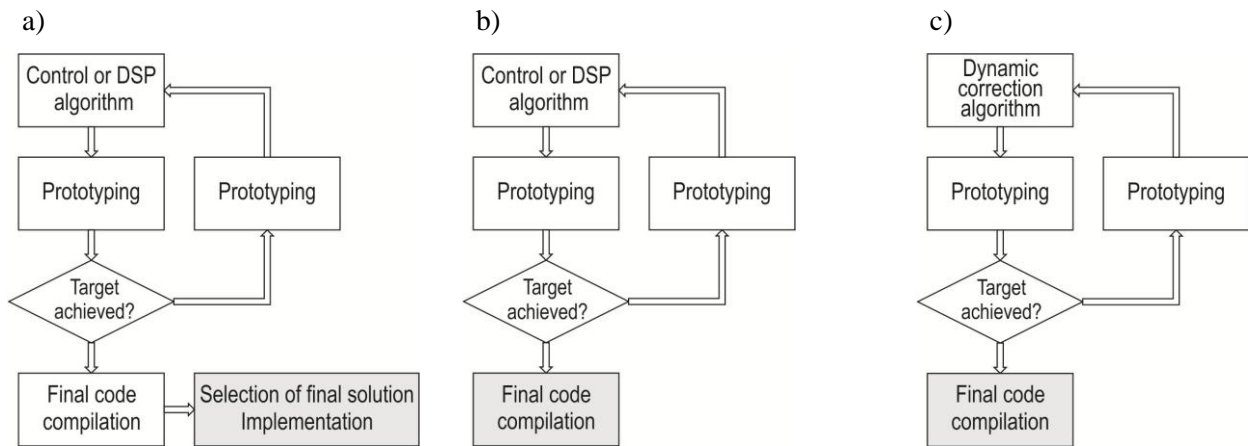 a)
b)
c)
Control or DSP
algorithm
Prototyping
Prototyping
Target
achieved?
Final code
compilation
Selection of final solution
Implementation
Control or DSP
algorithm
Prototyping
Prototyping
Target
achieved?
Final code
compilation
Dynamic
correction
algorithm
Prototyping
Prototyping
Target
achieved?
Final code
compilation